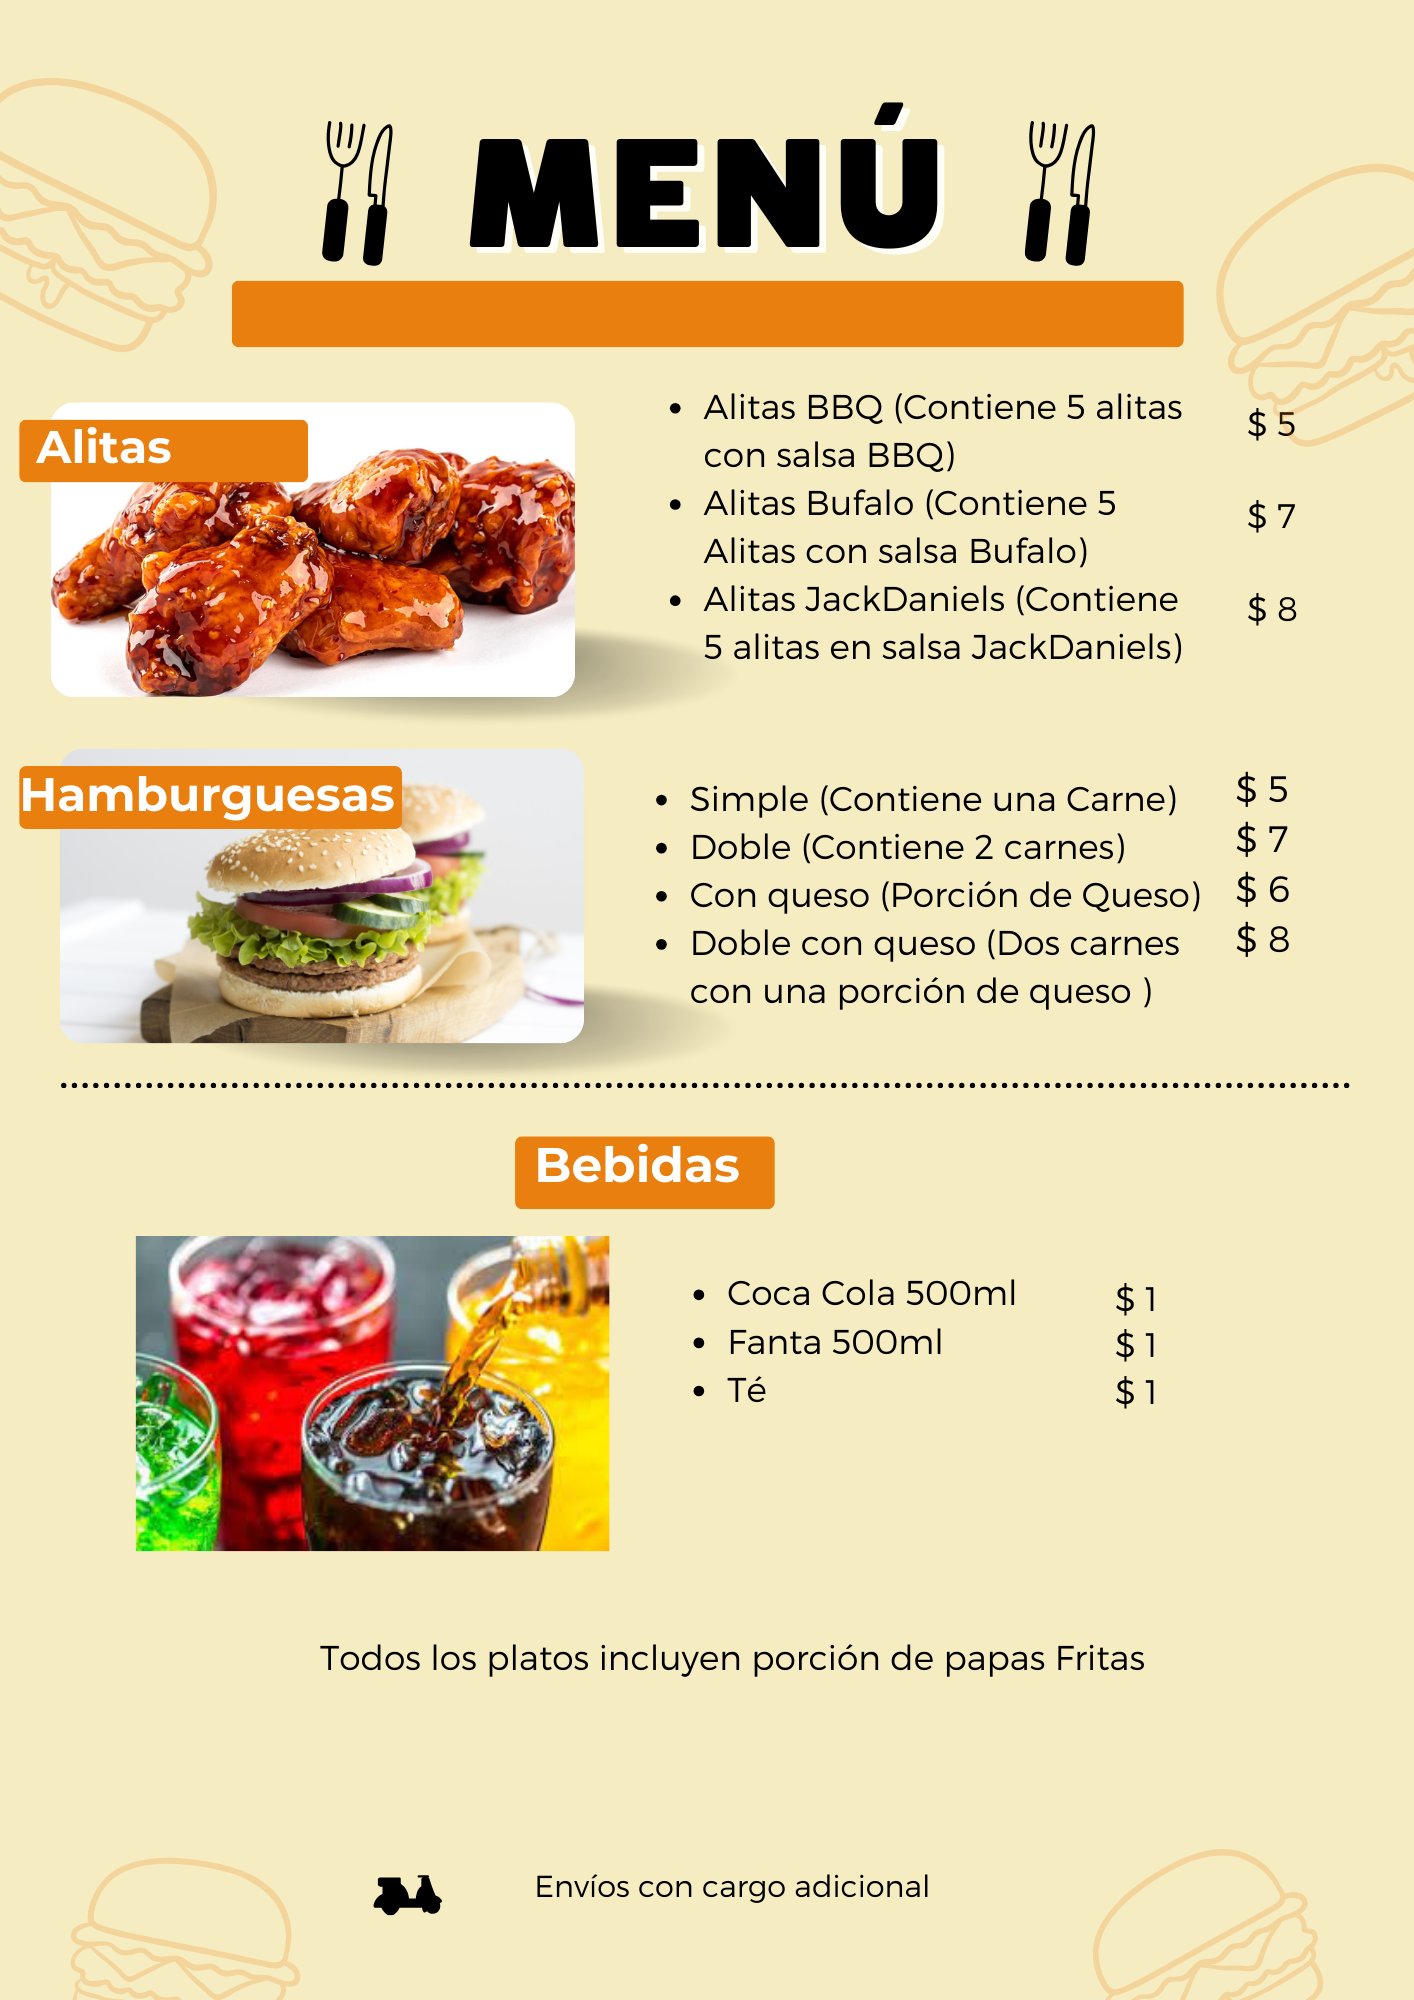 MENÚ
Alitas
• Alitas BBQ (Contiene 5 alitas
con salsa BBQ)
$ 5
• Alitas Bufalo (Contiene 5
Alitas con salsa Bufalo)
$ 7
• Alitas JackDaniels (Contiene
5 alitas en salsa JackDaniels)
$ 8
Hamburguesas
• Simple (Contiene una Carne) $ 5
• Doble (Contiene 2 carnes) $ 7
• Con queso (Porción de Queso) $ 6
• Doble con queso (Dos carnes $ 8
con una porción de queso )
Bebidas
• Coca Cola 500ml $ 1
• Fanta 500ml $ 1
• Té $ 1
Todos los platos incluyen porción de papas Fritas
Envíos con cargo adicional